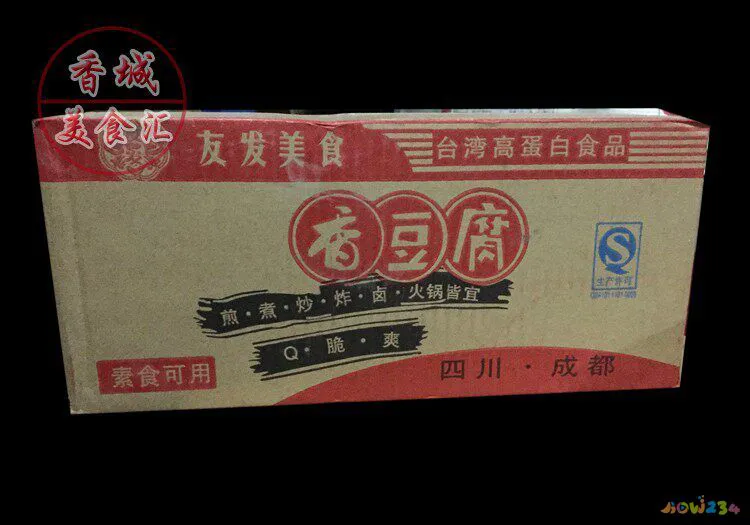 香城
美食汇
友发美食
台湾高蛋白食品
香豆腐
煎·煮·炒·炸·卤·火锅皆宜
Q·脆·爽
素食可用
四川·成都
S
生产许可
HOW234